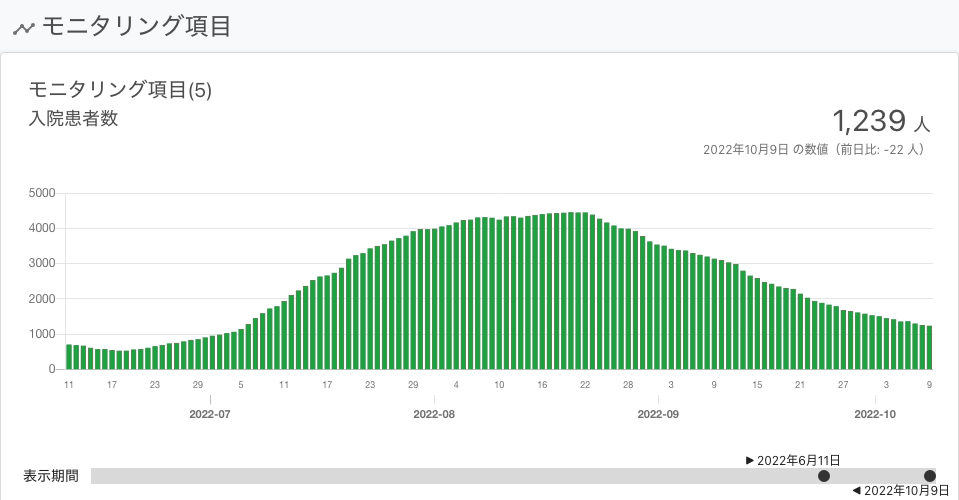 モニタリング項目
モニタリング項目(5)
入院患者数
1,239 人
2022年10月9日 の数値（前日比: -22 人）
5000
4000
3000
2000
1000
0
11 17 23 29 5 11 17 23 29 4 10 16 22 28 3 9 15 21 27 3 9
2022-07 2022-08 2022-09 2022-10
▶ 2022年6月11日
表示期間
◀ 2022年10月9日